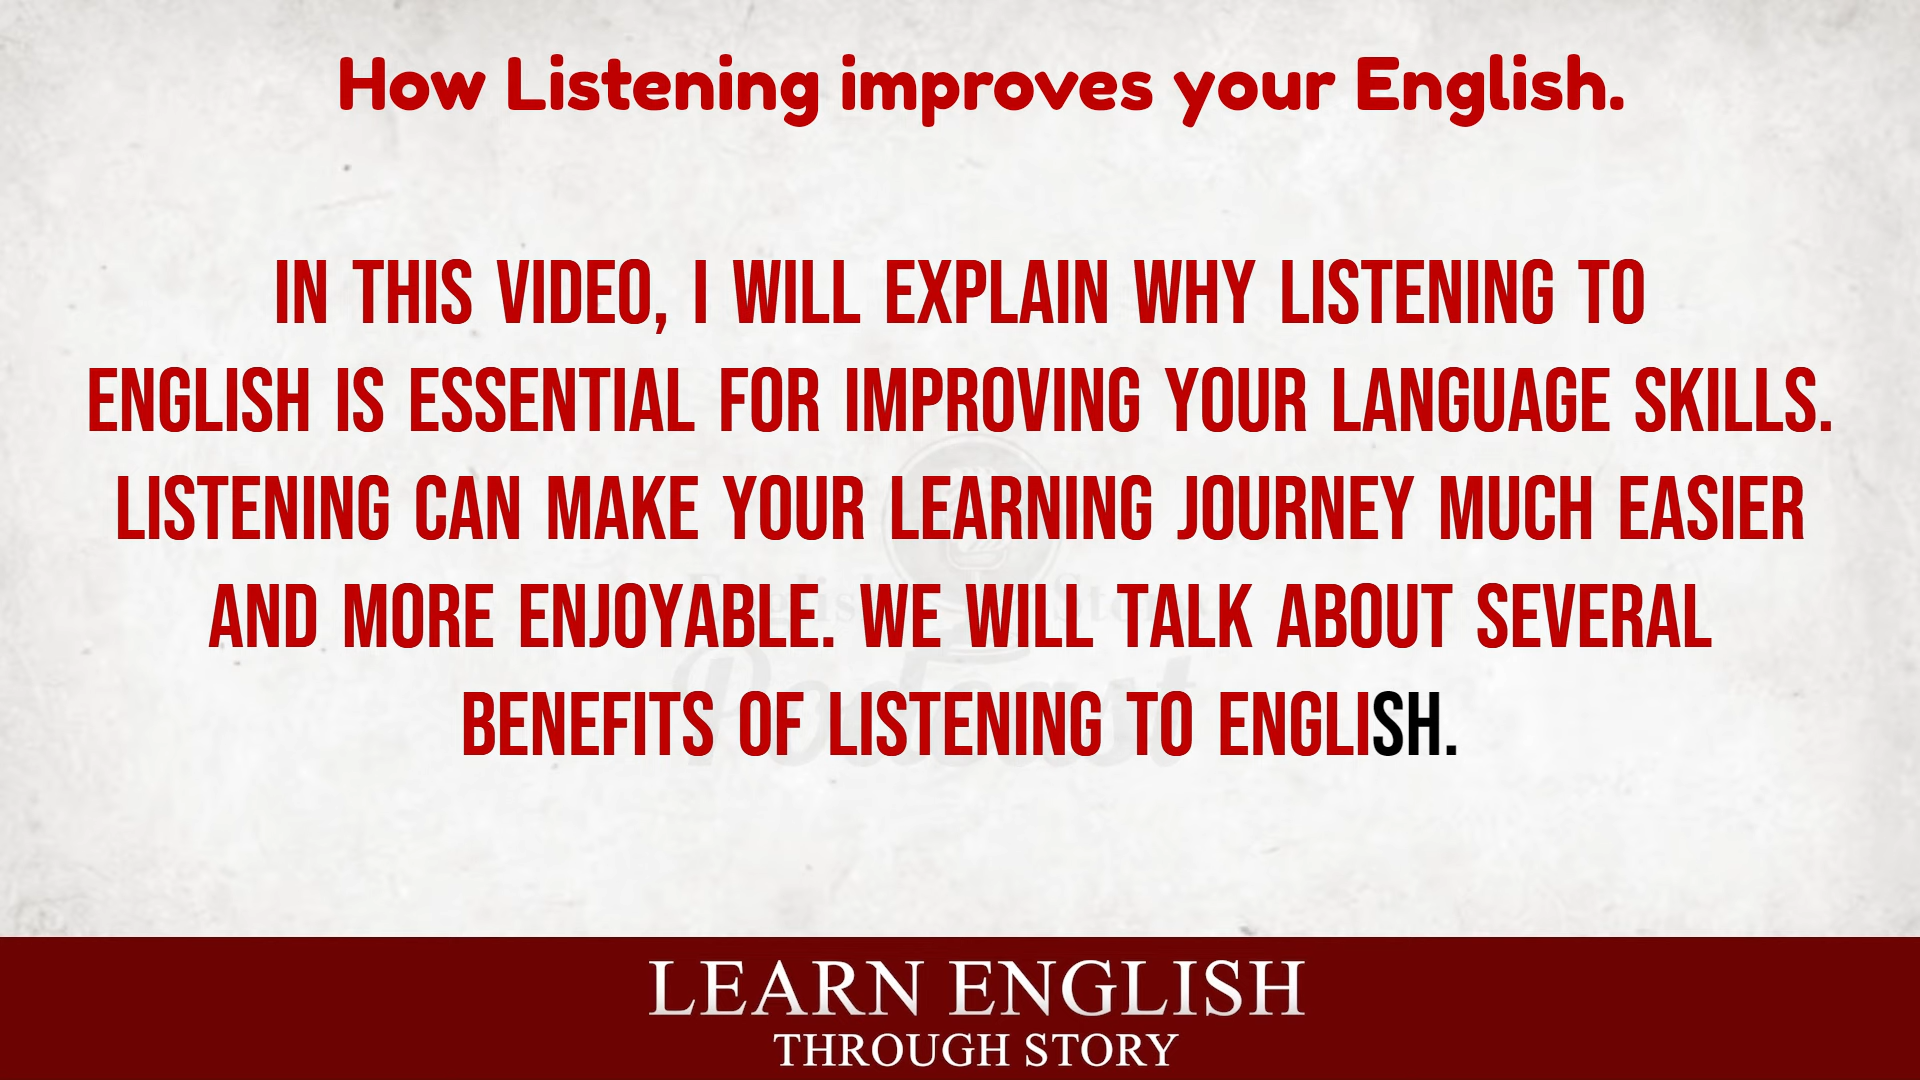 How Listening improves your English.
IN THIS VIDEO, I WILL EXPLAIN WHY LISTENING TO
ENGLISH IS ESSENTIAL FOR IMPROVING YOUR LANGUAGE SKILLS.
LISTENING CAN MAKE YOUR LEARNING JOURNEY MUCH EASIER
AND MORE ENJOYABLE. WE WILL TALK ABOUT SEVERAL
BENEFITS OF LISTENING TO ENGLISH.
Podcast
LEARN ENGLISH
THROUGH STORY